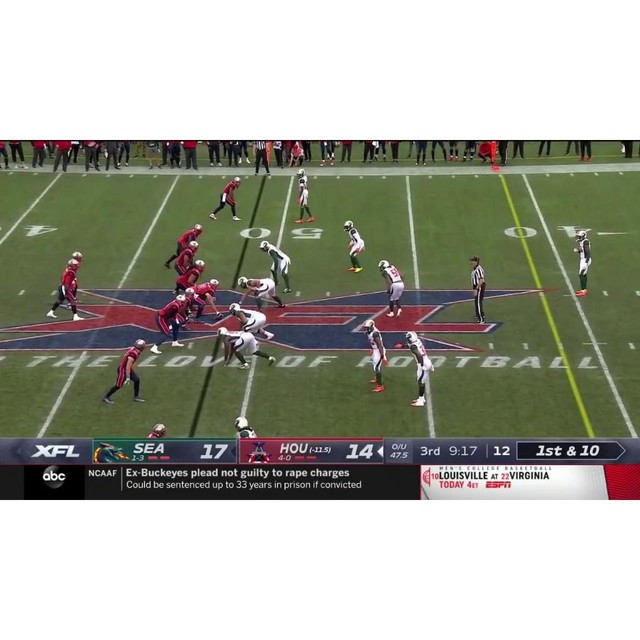 4
50
40
XFL
THE LOVE OF FOOTBALL
XFL SEA 1-3 17 HOU (-11.5) 4-0 14 O/U 47.5 3rd 9:17 12 1st & 10
abc NCAAF Ex-Buckeyes plead not guilty to rape charges
Could be sentenced up to 33 years in prison if convicted
MEN'S COLLEGE BASKETBALL
10 LOUISVILLE AT 22 VIRGINIA
TODAY 4ET ESPN